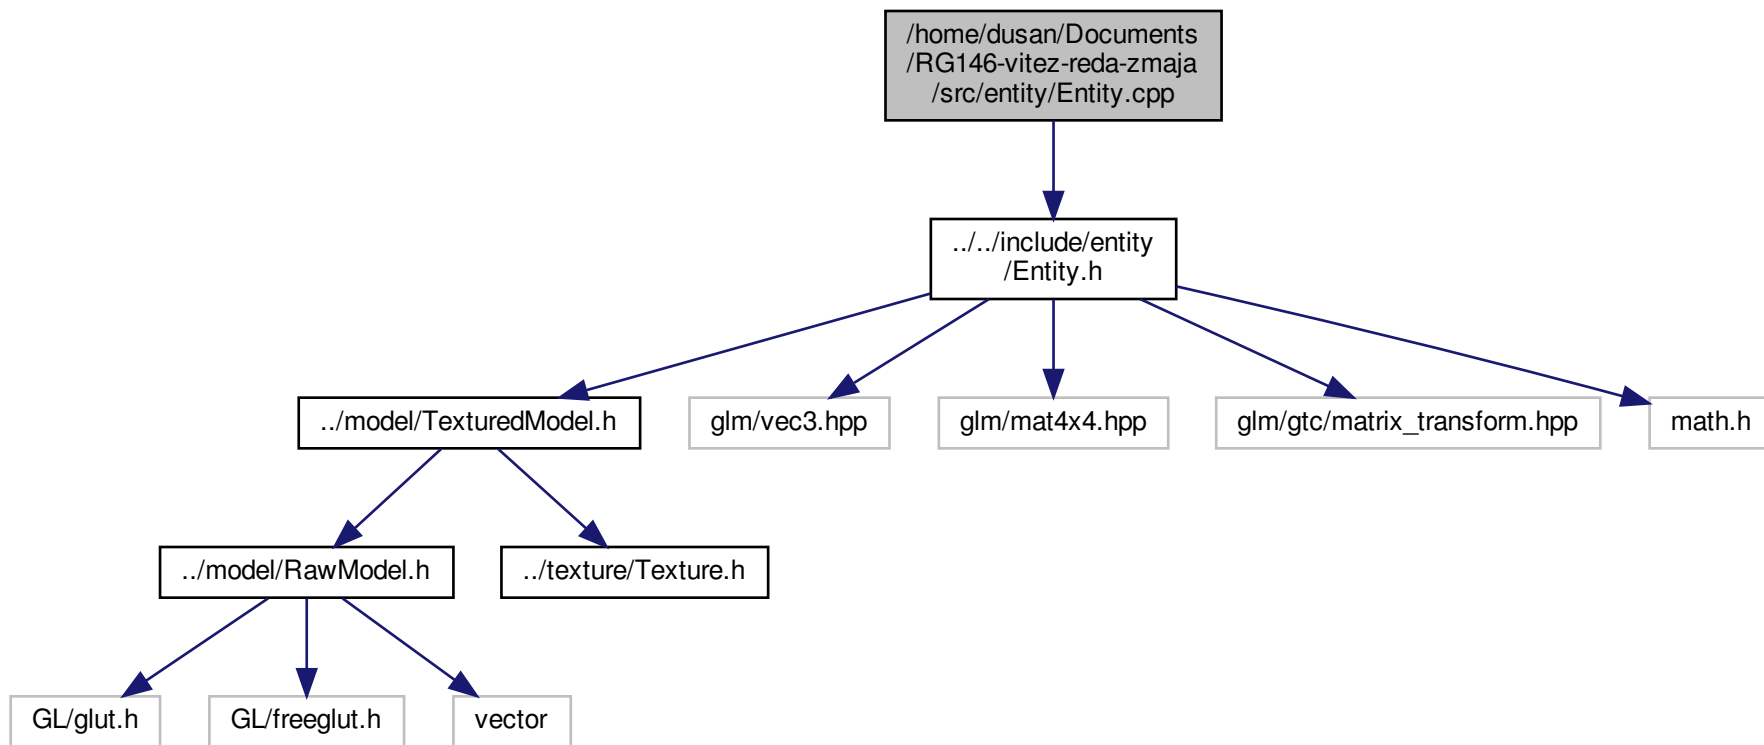 /home/dusan/Documents
/RG146-vitez-reda-zmaja
/src/entity/Entity.cpp
../../include/entity
/Entity.h
../model/TexturedModel.h
glm/vec3.hpp
glm/mat4x4.hpp
glm/gtc/matrix_transform.hpp
math.h
../model/RawModel.h
../texture/Texture.h
GL/glut.h
GL/freeglut.h
vector